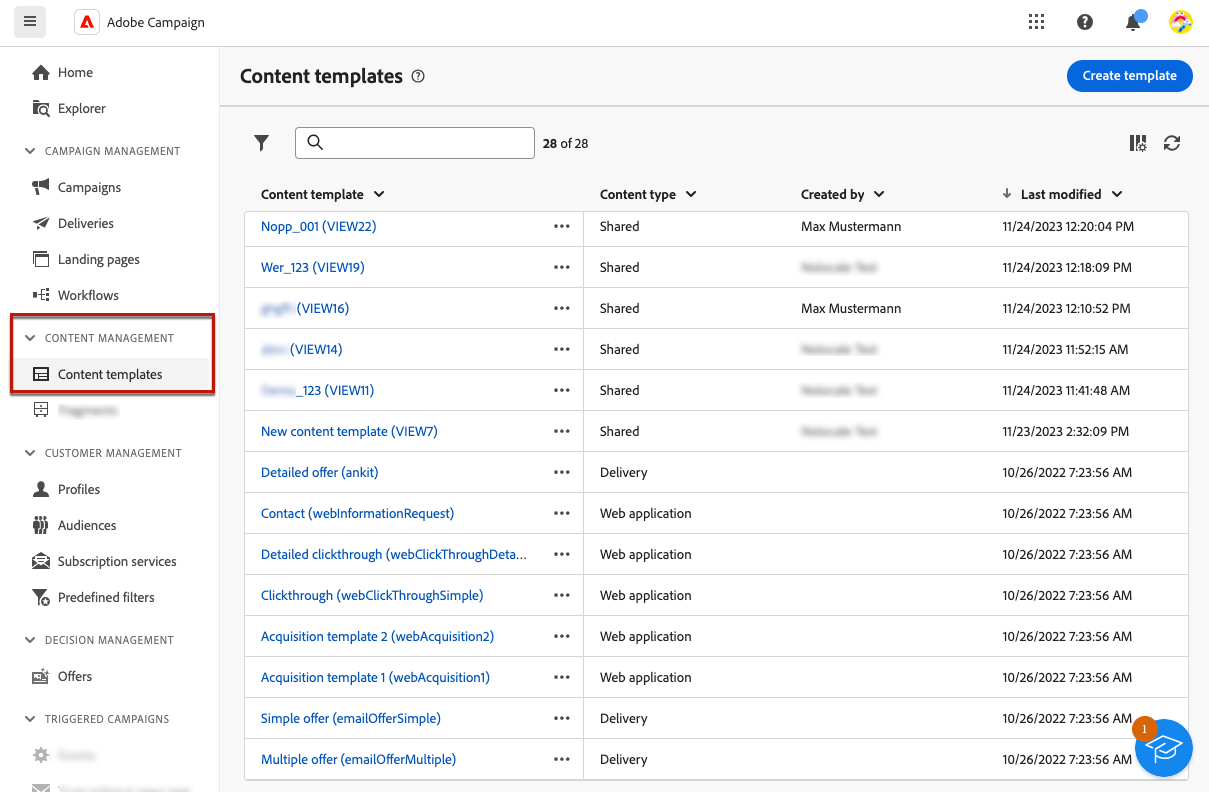 Adobe Campaign
Home
Explorer
CAMPAIGN MANAGEMENT
Campaigns
Deliveries
Landing pages
Workflows
CONTENT MANAGEMENT
Content templates
CUSTOMER MANAGEMENT
Profiles
Audiences
Subscription services
Predefined filters
DECISION MANAGEMENT
Offers
TRIGGERED CAMPAIGNS
Content templates
Create template
28 of 28
Content template Content type Created by Last modified
Nopp_001 (VIEW22) Shared Max Mustermann 11/24/2023 12:20:04 PM
Wer_123 (VIEW19) Shared 11/24/2023 12:18:09 PM
(VIEW16) Shared Max Mustermann 11/24/2023 12:10:52 PM
(VIEW14) Shared 11/24/2023 11:52:15 AM
_123 (VIEW11) Shared 11/24/2023 11:41:48 AM
New content template (VIEW7) Shared 11/23/2023 2:32:09 PM
Detailed offer (ankit) Delivery 10/26/2022 7:23:56 AM
Contact (webInformationRequest) Web application 10/26/2022 7:23:56 AM
Detailed clickthrough (webClickThroughDeta... Web application 10/26/2022 7:23:56 AM
Clickthrough (webClickThroughSimple) Web application 10/26/2022 7:23:56 AM
Acquisition template 2 (webAcquisition2) Web application 10/26/2022 7:23:56 AM
Acquisition template 1 (webAcquisition1) Web application 10/26/2022 7:23:56 AM
Simple offer (emailOfferSimple) Delivery 10/26/2022 7:23:56 AM
Multiple offer (emailOfferMultiple) Delivery 10/26/2022 7:23:56 AM
1